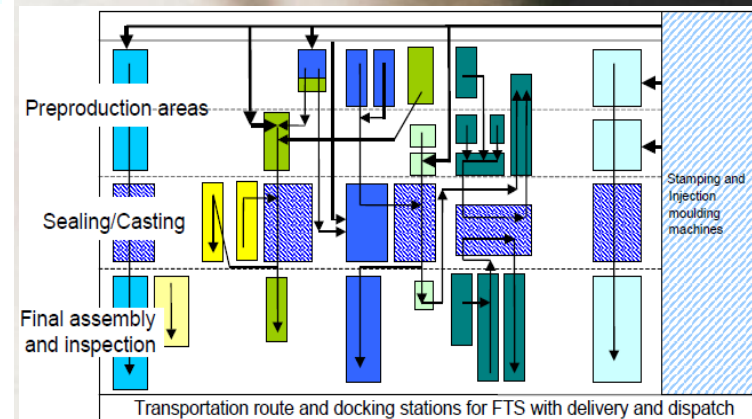 Preproduction areas
Stamping and
Injection
moulding
machines
Sealing/Casting
Final assembly
and inspection
Transportation route and docking stations for FTS with delivery and dispatch